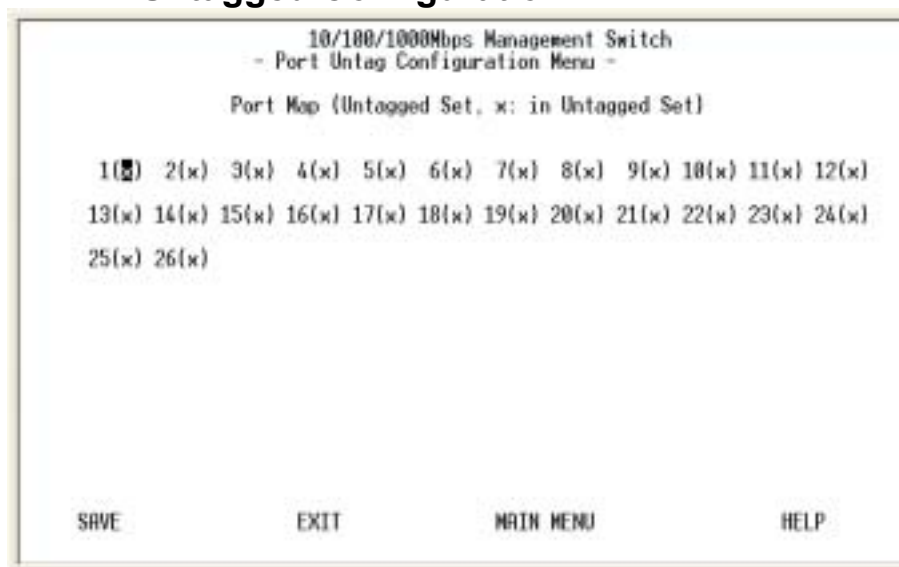 10/100/1000Mbps Management Switch
- Port Untag Configuration Menu -
Port Map (Untagged Set, x: in Untagged Set)
1(x) 2(x) 3(x) 4(x) 5(x) 6(x) 7(x) 8(x) 9(x) 10(x) 11(x) 12(x)
13(x) 14(x) 15(x) 16(x) 17(x) 18(x) 19(x) 20(x) 21(x) 22(x) 23(x) 24(x)
25(x) 26(x)
SAVE EXIT MAIN MENU HELP